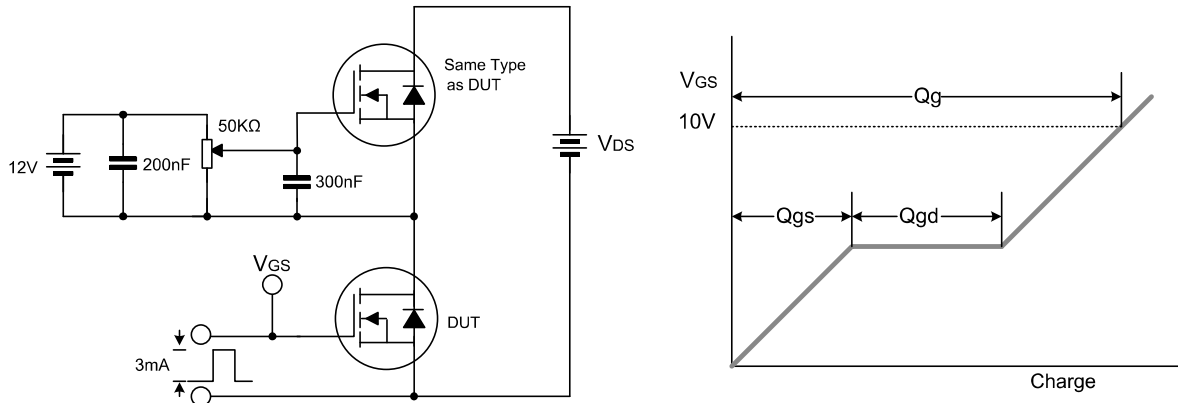 Same Type
as DUT
12V
200nF
50KΩ
300nF
VDS
VGS
DUT
3mA
VGS
10V
Qg
Qgs
Qgd
Charge